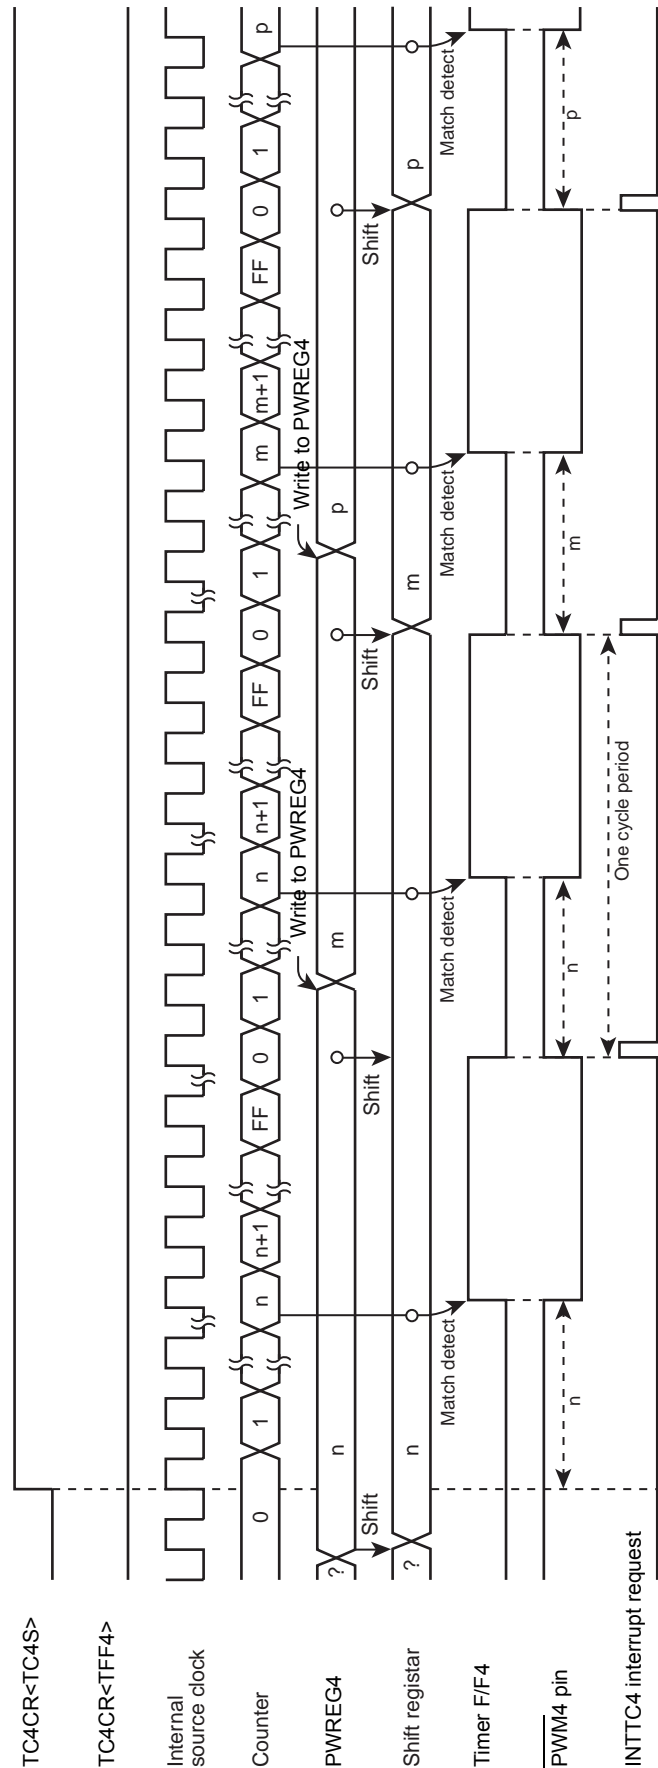 TC4CR<TC4S>
TC4CR<TFF4>
Internal
source clock
Counter 0 1 n n+1 FF 0 1 n n+1 FF 0 1 m m+1 FF 0 1 p
Write to PWREG4 Write to PWREG4
PWREG4 ? n m p
Shift Shift Shift Shift
Shift registar ? n m p
Match detect Match detect Match detect Match detect
Timer F/F4
PWM4 pin
n n m p
One cycle period
INTTC4 interrupt request